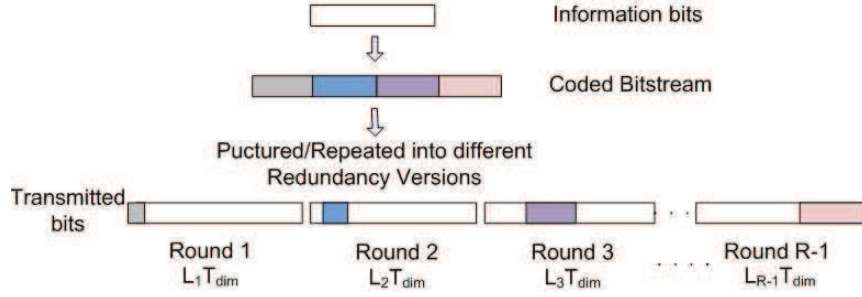 Information bits
Coded Bitstream
Puctured/Repeated into different
Redundancy Versions
Transmitted
bits
. . .
Round 1 Round 2 Round 3 Round R-1
L1Tdim L2Tdim L3Tdim . . . . LR-1Tdim